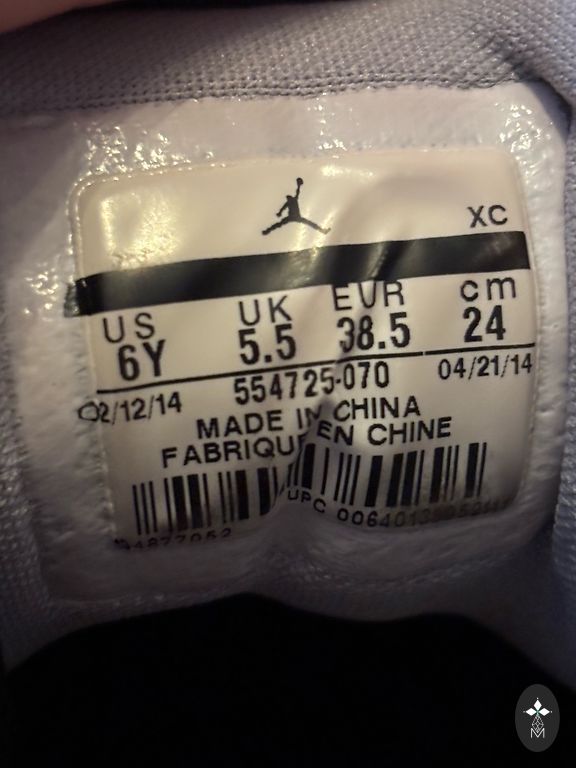 XC
US UK EUR cm
6Y 5.5 38.5 24
02/12/14 554725-070 04/21/14
MADE IN CHINA
FABRIQUE EN CHINE
UPC
M